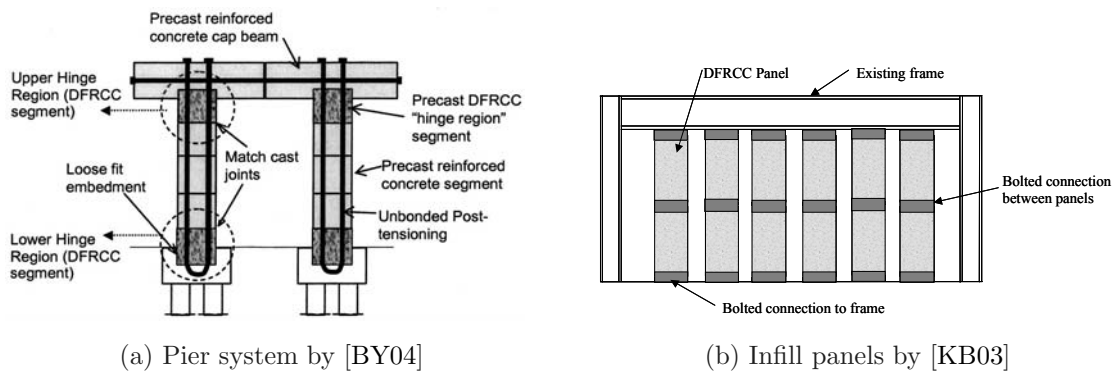 Precast reinforced
concrete cap beam
Upper Hinge
Region (DFRCC
segment)
Precast DFRCC
"hinge region"
segment
Match cast
joints
Loose fit
embedment
Precast reinforced
concrete segment
Unbonded Post-
tensioning
Lower Hinge
Region (DFRCC
segment)
(a) Pier system by [BY04]
DFRCC Panel
Existing frame
Bolted connection
between panels
Bolted connection to frame
(b) Infill panels by [KB03]